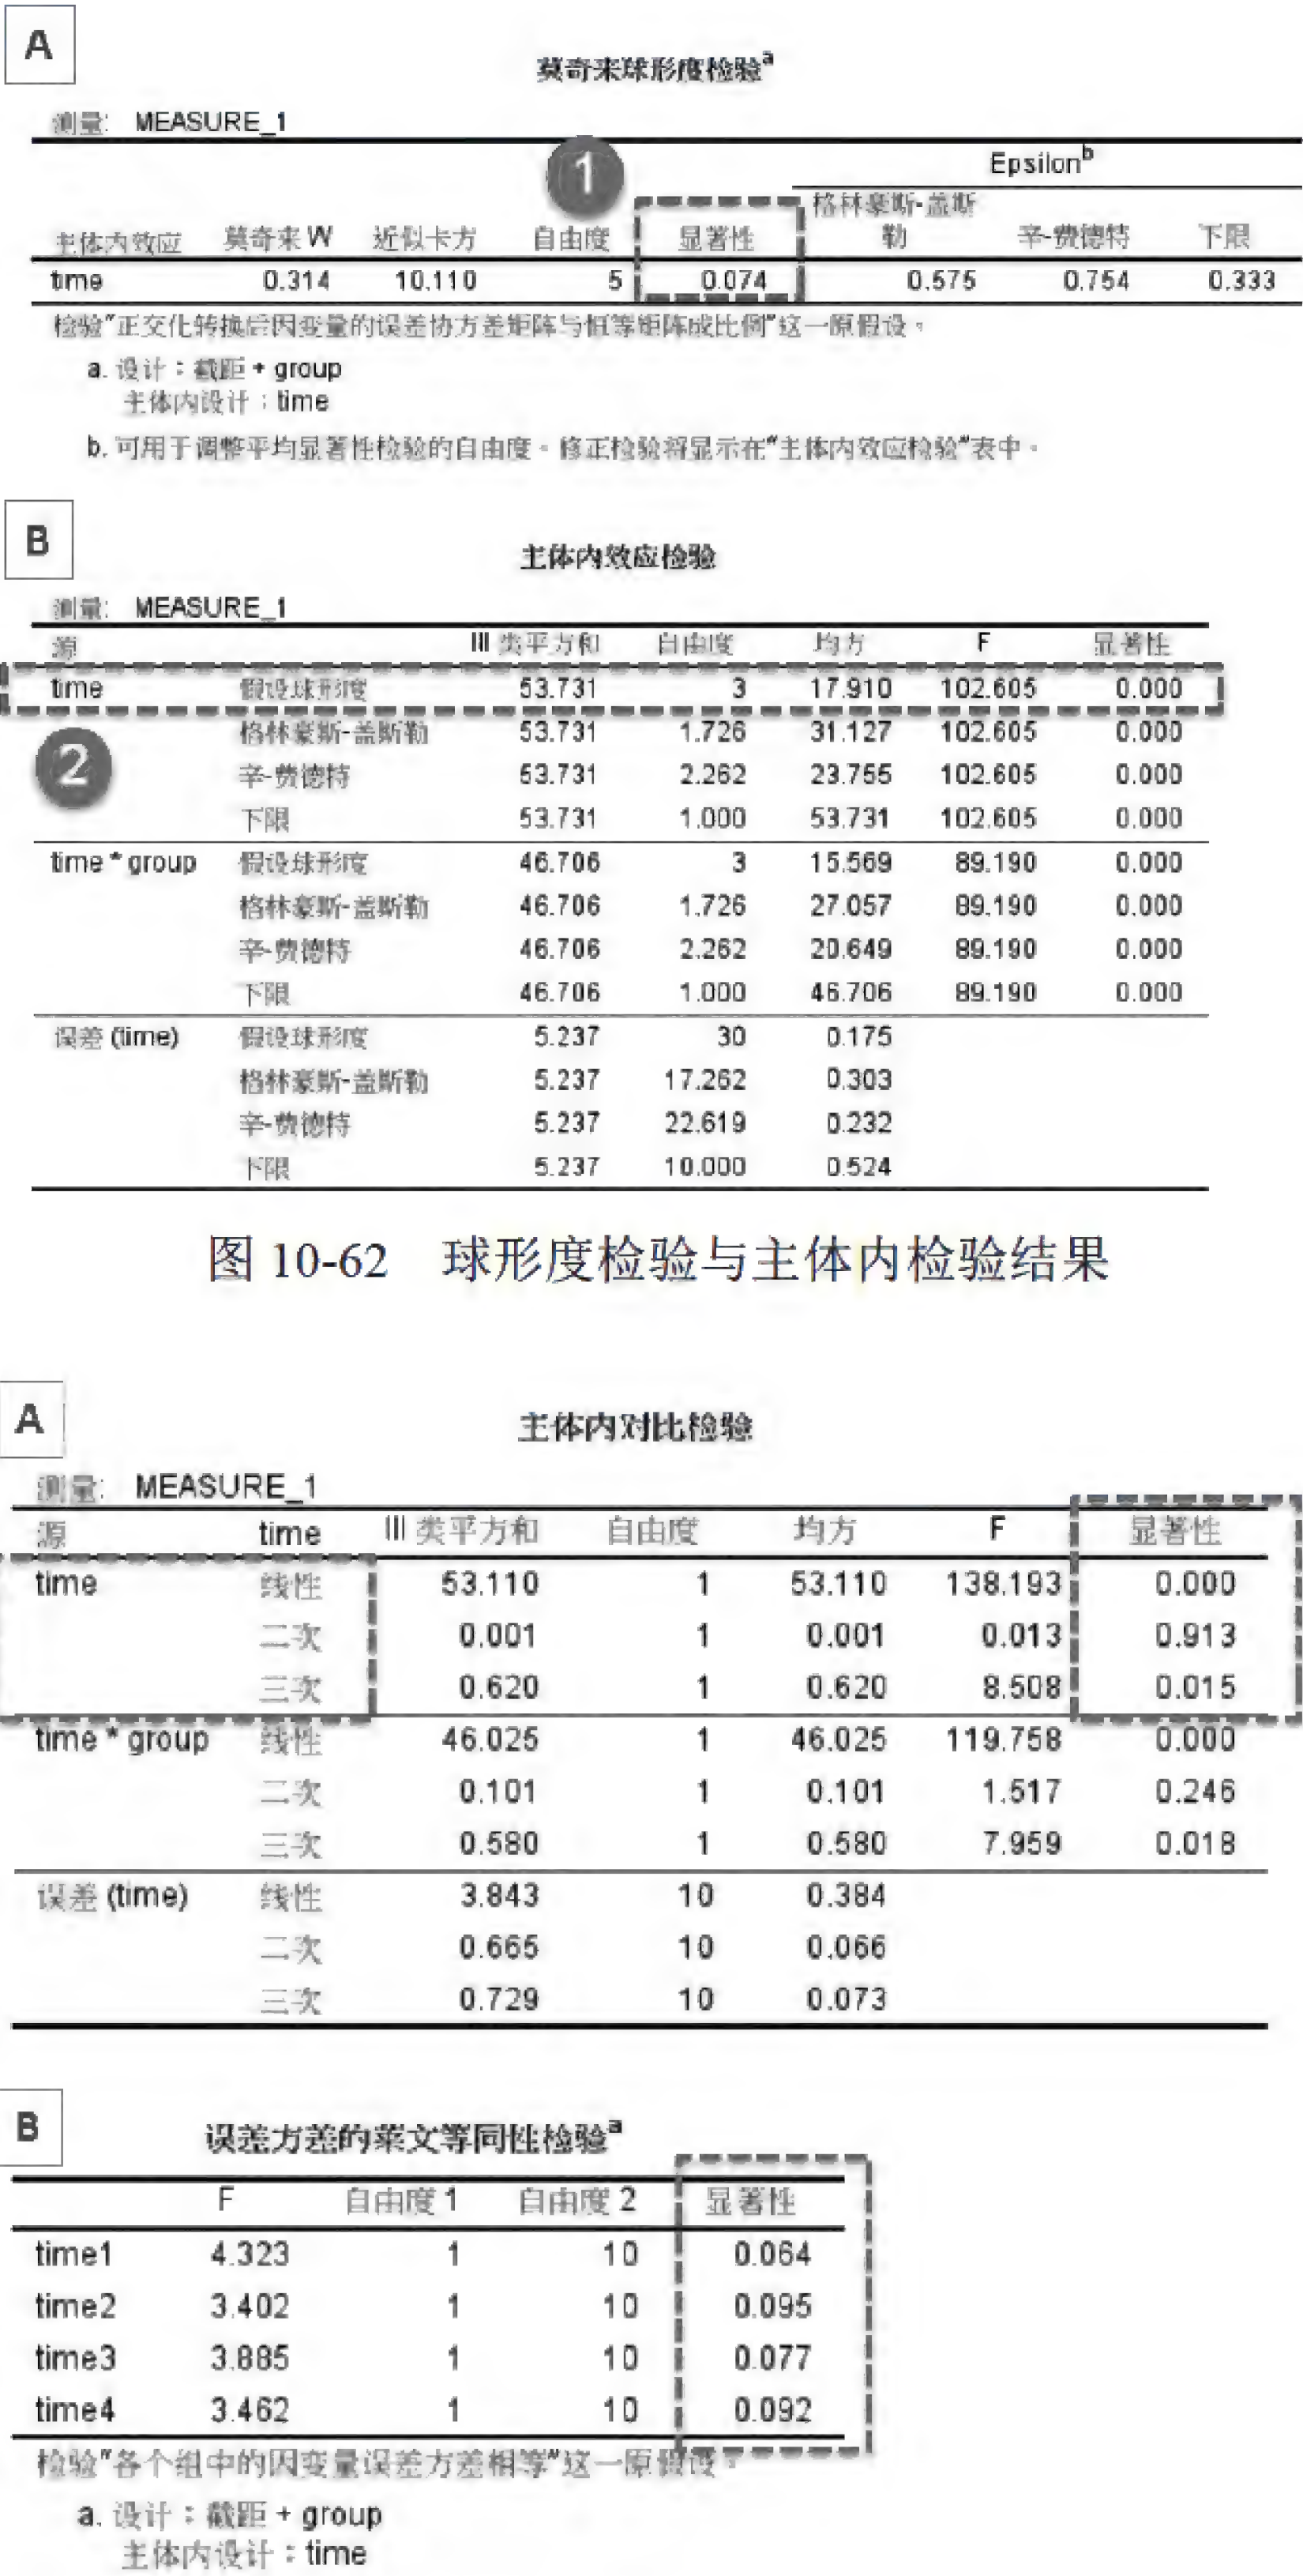 A
莫奇来球形度检验a
测量: MEASURE_1
1
Epsilonb
主体内效应 莫奇来 W 近似卡方 自由度 显著性 格林豪斯-盖斯勒 辛-费德特 下限
time 0.314 10.110 5 0.074 0.575 0.754 0.333
检验“正交化转换后因变量的误差协方差矩阵与恒等矩阵成比例”这一原假设。
a. 设计：截距 + group
主体内设计：time
b. 可用于调整平均显著性检验的自由度。修正检验将显示在“主体内效应检验”表中。
B
主体内效应检验
测量: MEASURE_1
源 III 类平方和 自由度 均方 F 显著性
time 假设球形度 53.731 3 17.910 102.605 0.000
2
格林豪斯-盖斯勒 53.731 1.726 31.127 102.605 0.000
辛-费德特 53.731 2.262 23.755 102.605 0.000
下限 53.731 1.000 53.731 102.605 0.000
time * group 假设球形度 46.706 3 15.569 89.190 0.000
格林豪斯-盖斯勒 46.706 1.726 27.057 89.190 0.000
辛-费德特 46.706 2.262 20.649 89.190 0.000
下限 46.706 1.000 46.706 89.190 0.000
误差 (time) 假设球形度 5.237 30 0.175
格林豪斯-盖斯勒 5.237 17.262 0.303
辛-费德特 5.237 22.619 0.232
下限 5.237 10.000 0.524
图 10-62 球形度检验与主体内检验结果
A
主体内对比检验
测量: MEASURE_1
源 time III 类平方和 自由度 均方 F 显著性
time 线性 53.110 1 53.110 138.193 0.000
二次 0.001 1 0.001 0.013 0.913
三次 0.620 1 0.620 8.508 0.015
time * group 线性 46.025 1 46.025 119.758 0.000
二次 0.101 1 0.101 1.517 0.246
三次 0.580 1 0.580 7.959 0.018
误差 (time) 线性 3.843 10 0.384
二次 0.665 10 0.066
三次 0.729 10 0.073
B
误差方差的莱文等同性检验a
F 自由度 1 自由度 2 显著性
time1 4.323 1 10 0.064
time2 3.402 1 10 0.095
time3 3.885 1 10 0.077
time4 3.462 1 10 0.092
检验“各个组中的因变量误差方差相等”这一原假设。
a. 设计：截距 + group
主体内设计：time